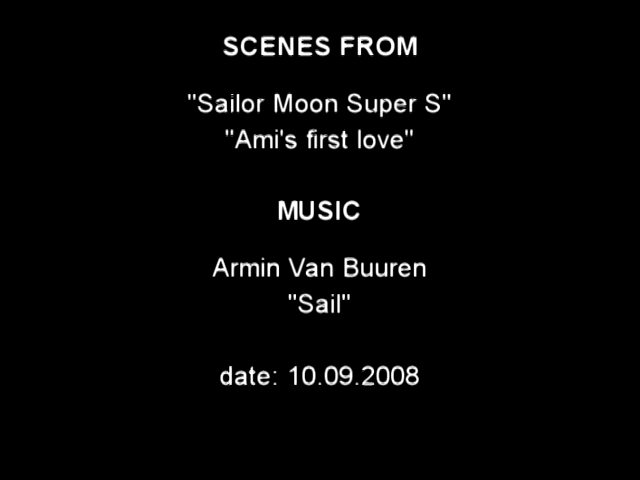 SCENES FROM
"Sailor Moon Super S"
"Ami's first love"
MUSIC
Armin Van Buuren
"Sail"
date: 10.09.2008